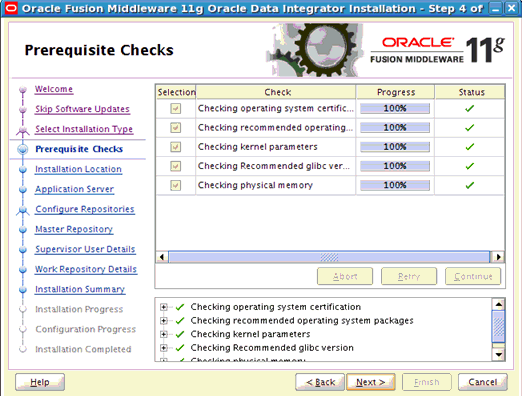 Oracle Fusion Middleware 11g Oracle Data Integrator Installation - Step 4 of
Prerequisite Checks
ORACLE
FUSION MIDDLEWARE
11g
Welcome
Skip Software Updates
Select Installation Type
Prerequisite Checks
Installation Location
Application Server
Configure Repositories
Master Repository
Supervisor User Details
Work Repository Details
Installation Summary
Installation Progress
Configuration Progress
Installation Completed
Selection Check Progress Status
Checking operating system certific... 100%
Checking recommended operating... 100%
Checking kernel parameters 100%
Checking Recommended glibc ver... 100%
Checking physical memory 100%
Abort Retry Continue
Checking operating system certification
Checking recommended operating system packages
Checking kernel parameters
Checking Recommended glibc version
Checking physical memory
Help < Back Next > Finish Cancel